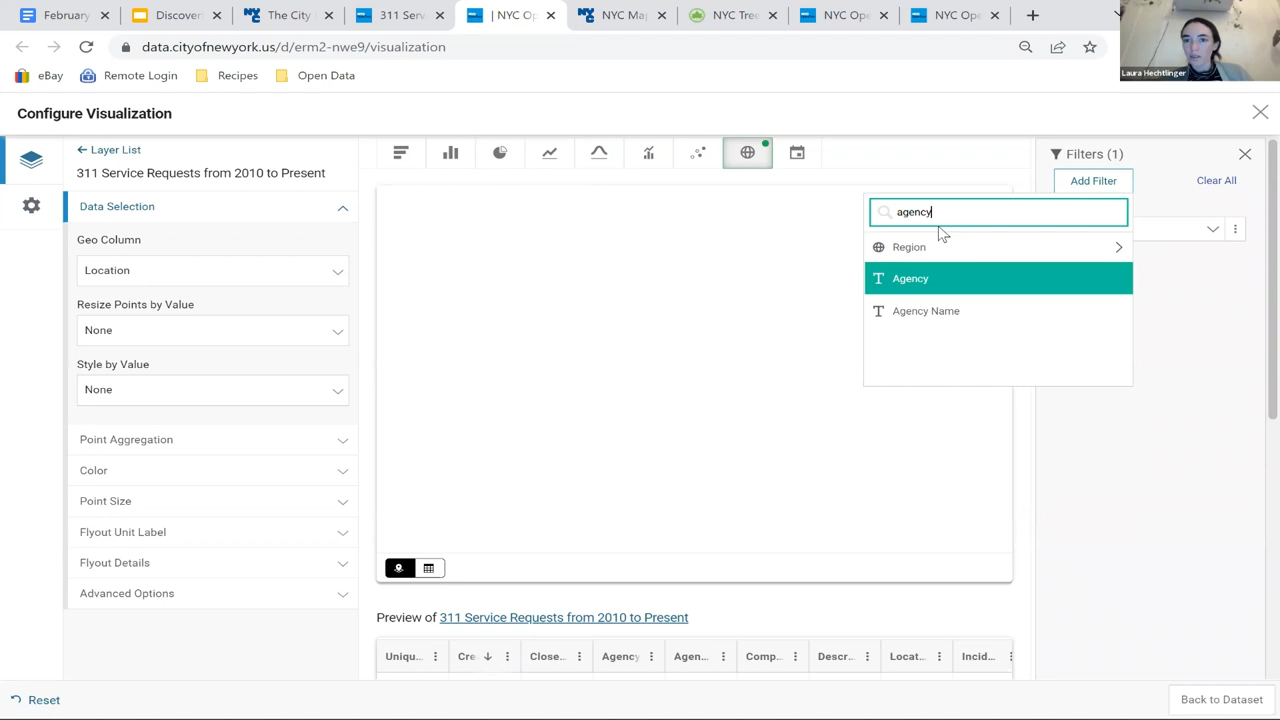 February
Discove
The City
311 Serv
| NYC Op
NYC Ma
NYC Tree
NYC Ope
NYC Ope
data.cityofnewyork.us/d/erm2-nwe9/visualization
eBay
Remote Login
Recipes
Open Data
Laura Hechtlinger
Configure Visualization
Layer List
311 Service Requests from 2010 to Present
Data Selection
Geo Column
Location
Resize Points by Value
None
Style by Value
None
Point Aggregation
Color
Point Size
Flyout Unit Label
Flyout Details
Advanced Options
Filters (1)
Add Filter
Clear All
agency
Region
Agency
Agency Name
Preview of 311 Service Requests from 2010 to Present
Uniqu...
Cre
Close...
Agency
Agen...
Comp...
Descr...
Locat...
Incid...
Reset
Back to Dataset